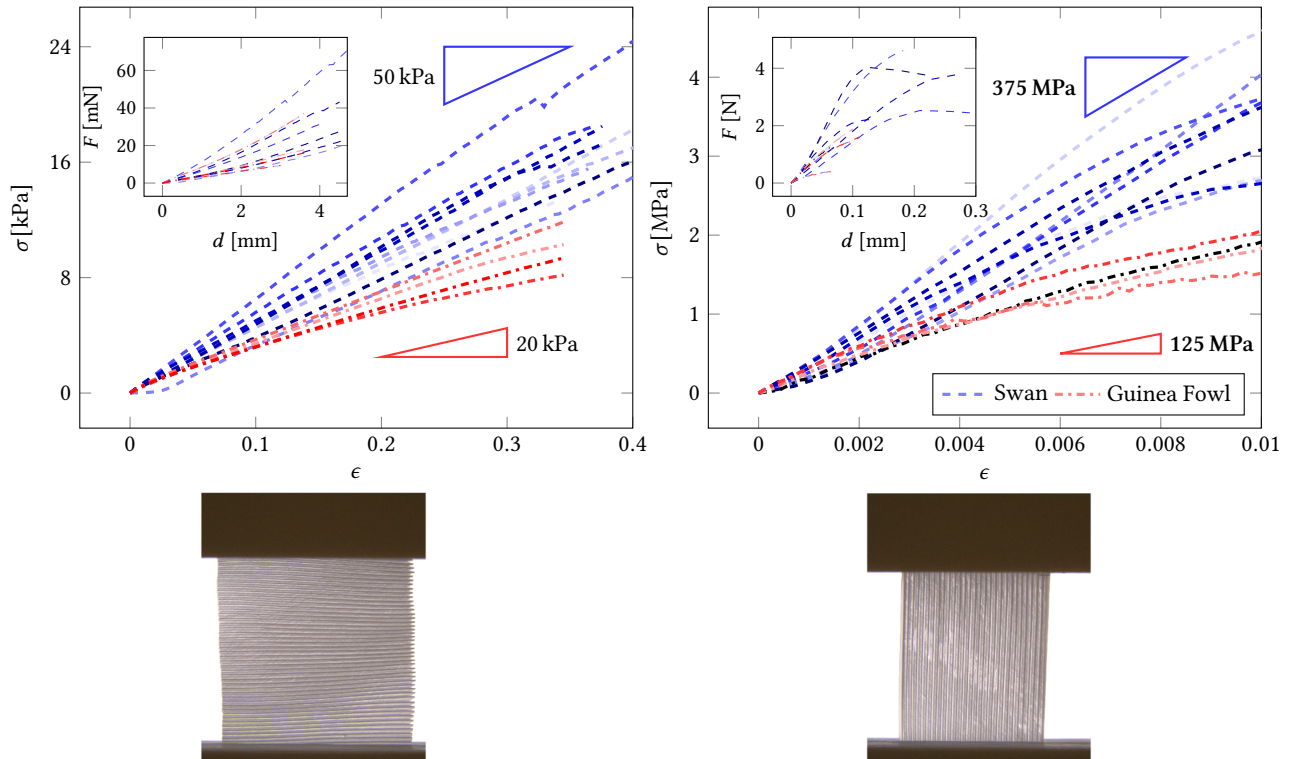 24
16
8
0
σ [kPa]
0
0.1
0.2
0.3
0.4
ϵ
60
40
20
0
F [mN]
0
2
4
d [mm]
50 kPa
20 kPa
4
3
2
1
0
σ [MPa]
0
0.002
0.004
0.006
0.008
0.01
ϵ
4
2
0
F [N]
0
0.1
0.2
0.3
d [mm]
375 MPa
125 MPa
Swan
Guinea Fowl